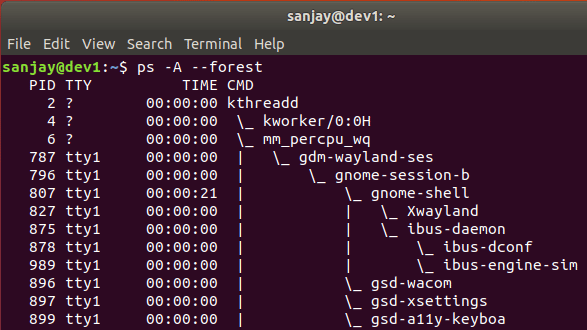 sanjay@dev1: ~
File Edit View Search Terminal Help
sanjay@dev1:~$ ps -A --forest
  PID TTY          TIME CMD
    2 ?        00:00:00 kthreadd
    4 ?        00:00:00  \_ kworker/0:0H
    6 ?        00:00:00  \_ mm_percpu_wq
  787 tty1     00:00:00  |   \_ gdm-wayland-ses
  796 tty1     00:00:00  |       \_ gnome-session-b
  807 tty1     00:00:21  |           \_ gnome-shell
  827 tty1     00:00:00  |           |   \_ Xwayland
  875 tty1     00:00:00  |           |   \_ ibus-daemon
  878 tty1     00:00:00  |           |       \_ ibus-dconf
  989 tty1     00:00:00  |           |       \_ ibus-engine-sim
  896 tty1     00:00:00  |           \_ gsd-wacom
  897 tty1     00:00:00  |           \_ gsd-xsettings
  899 tty1     00:00:00  |           \_ gsd-a11y-keyboa